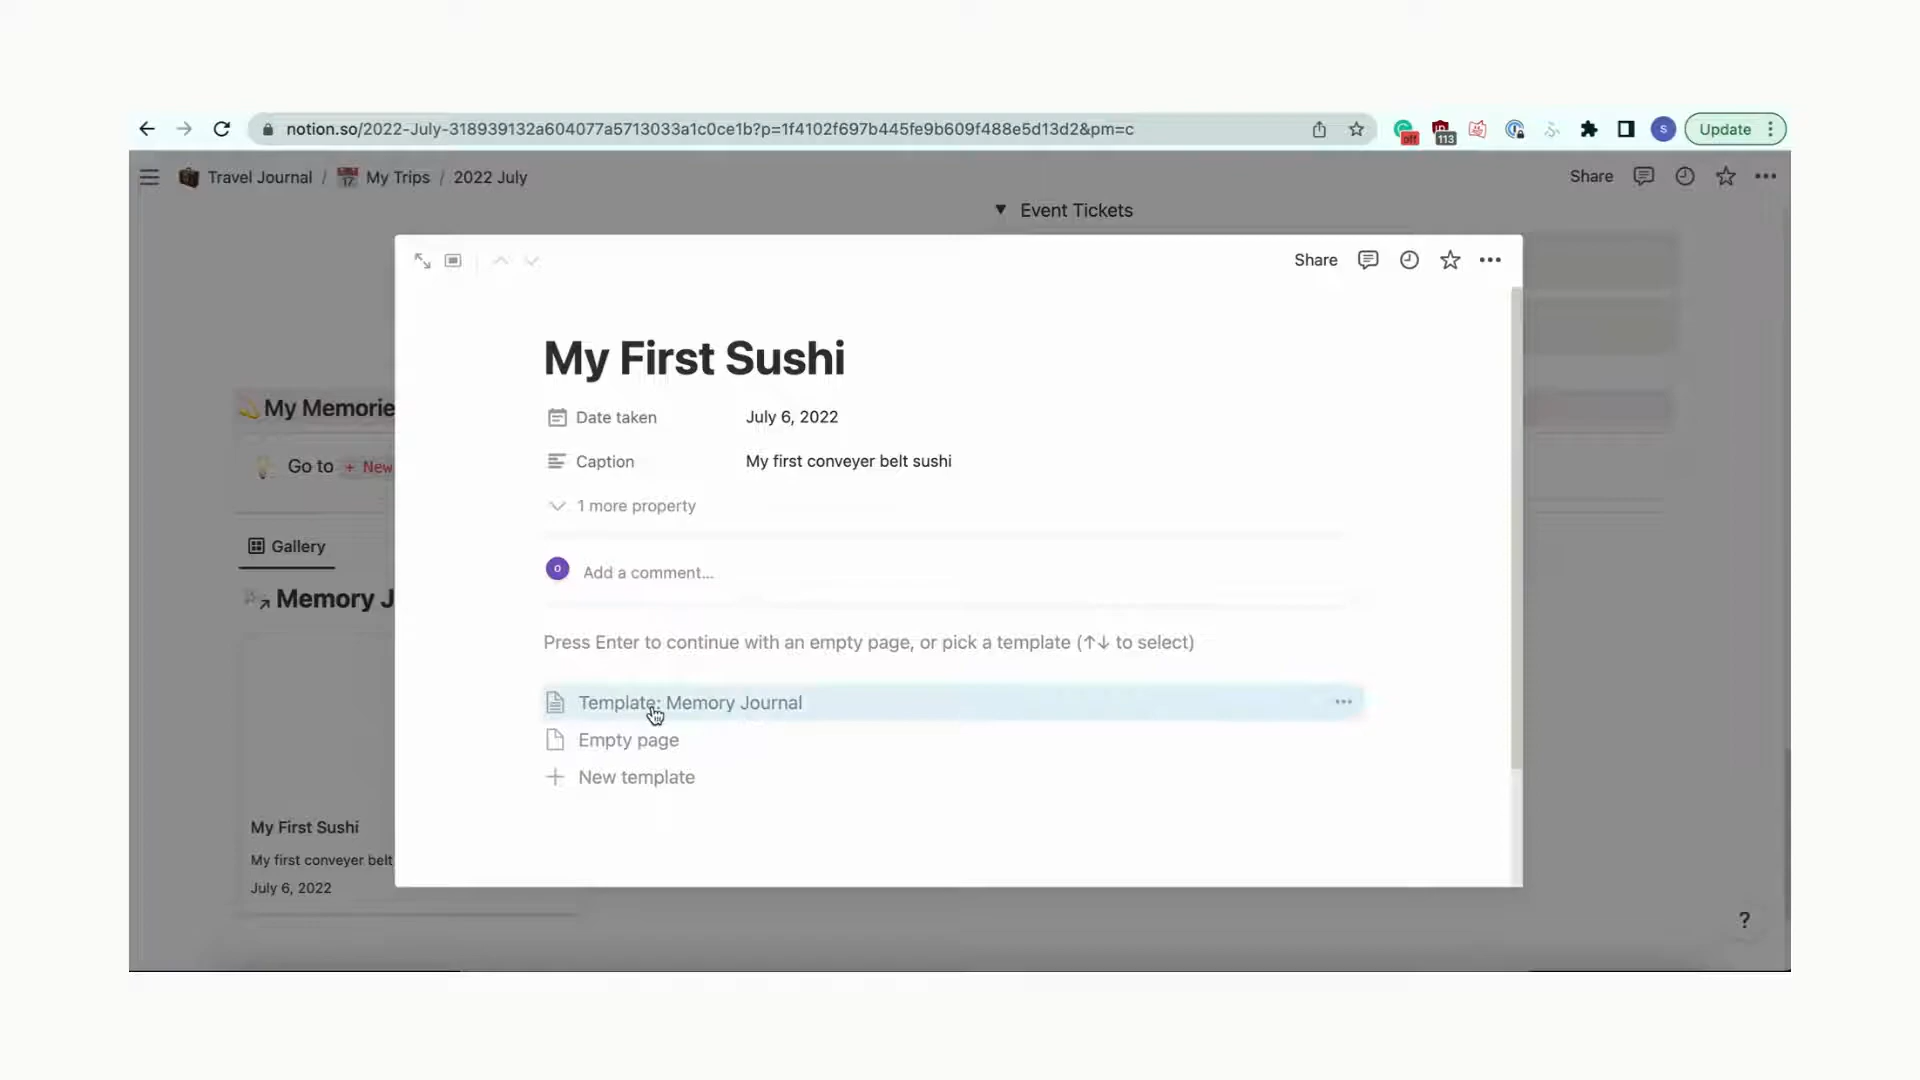 notion.so/2022-July-318939132a604077a5713033a1c0ce1b?p=1f4102f697b445fe9b609f488e5d13d2&pm=c
off
113
S
Update
Travel Journal / My Trips / 2022 July
Share
Event Tickets
Share
My First Sushi
Date taken July 6, 2022
Caption My first conveyer belt sushi
1 more property
O Add a comment...
Press Enter to continue with an empty page, or pick a template (↑↓ to select)
Template: Memory Journal
Empty page
New template
My Memorie
Go to + New
Gallery
Memory J
My First Sushi
My first conveyer belt
July 6, 2022
?